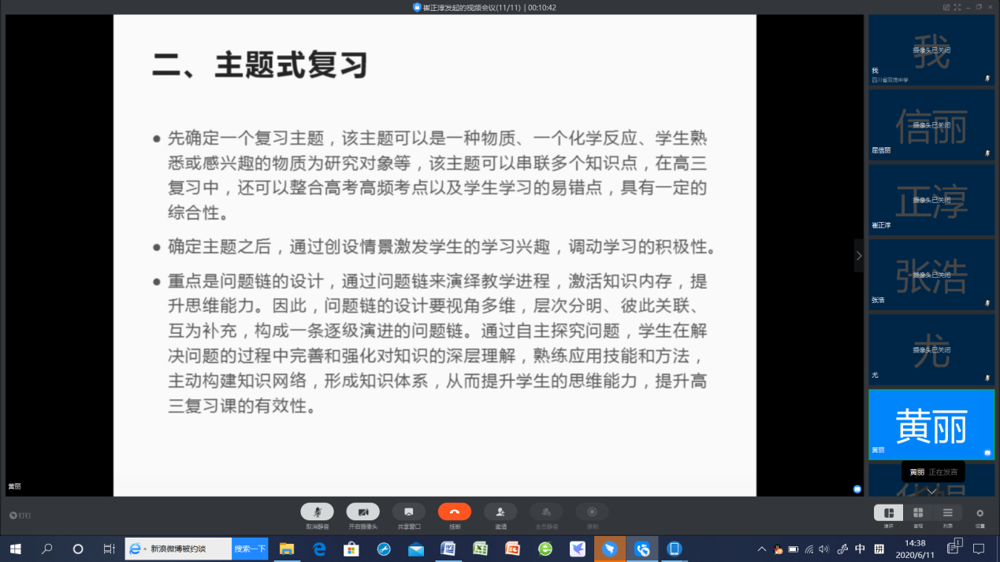 崔正淳发起的视频会议(11/11) | 00:10:42
二、主题式复习
● 先确定一个复习主题，该主题可以是一种物质、一个化学反应、学生熟
悉或感兴趣的物质为研究对象等，该主题可以串联多个知识点，在高三
复习中，还可以整合高考高频考点以及学生学习的易错点，具有一定的
综合性。
● 确定主题之后，通过创设情景激发学生的学习兴趣，调动学习的积极性。
● 重点是问题链的设计，通过问题链来演绎教学进程，激活知识内存，提
升思维能力。因此，问题链的设计要视角多维，层次分明、彼此关联、
互为补充，构成一条逐级演进的问题链。通过自主探究问题，学生在解
决问题的过程中完善和强化对知识的深层理解，熟练应用技能和方法，
主动构建知识网络，形成知识体系，从而提升学生的思维能力，提升高
三复习课的有效性。
黄丽
我
摄像头已关闭
我
四川省双流中学
信丽
摄像头已关闭
屈信丽
正淳
摄像头已关闭
崔正淳
张浩
摄像头已关闭
张浩
尤
摄像头已关闭
尤
黄丽
黄丽
黄丽 正在发言
钉钉
取消静音
开启摄像头
共享窗口
挂断
邀请
全员静音
录制
演讲
宫格
列表
设置
新浪微博被约谈
搜索一下
中
拼
14:38
2020/6/11
1